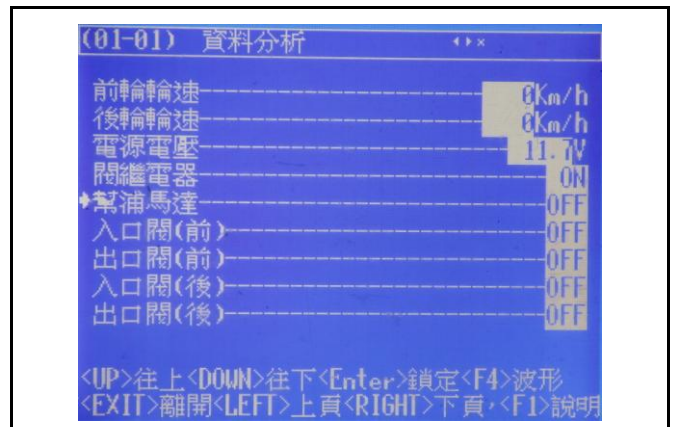 (01-01) 資料分析
前輪輪速 0Km/h
後輪輪速 0Km/h
電源電壓 11.7V
閥繼電器 ON
幫浦馬達 OFF
入口閥(前) OFF
出口閥(前) OFF
入口閥(後) OFF
出口閥(後) OFF
<UP>往上<DOWN>往下<Enter>鎖定<F4>波形
<EXIT>離開<LEFT>上頁<RIGHT>下頁,<F1>說明